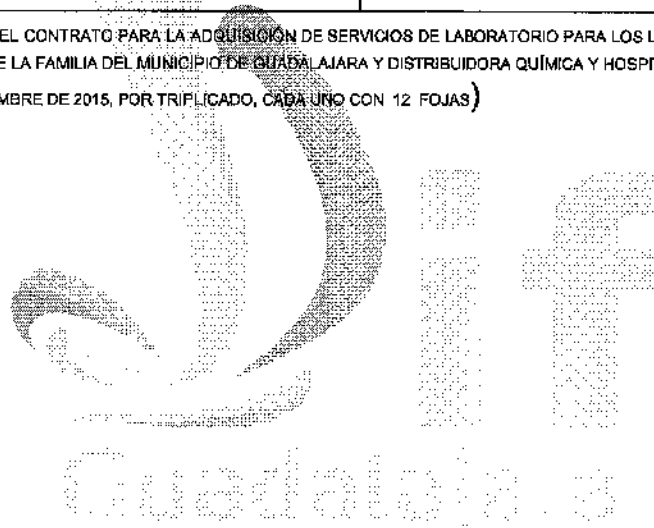 EL CONTRATO PARA LA ADQUISICIÓN DE SERVICIOS DE LABORATORIO PARA LOS L
E LA FAMILIA DEL MUNICIPIO DE GUADALAJARA Y DISTRIBUIDORA QUÍMICA Y HOSP
MBRE DE 2015, POR TRIPLICADO, CADA UNO CON 12 FOJAS)
Dif
Guadalajara